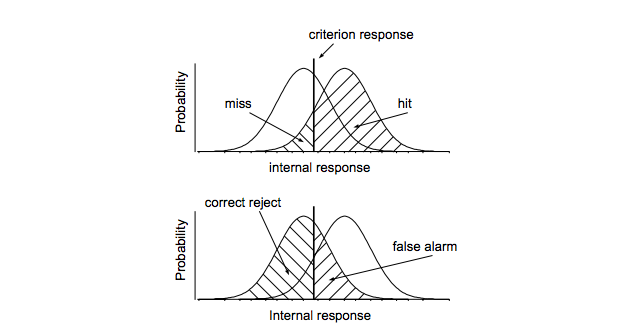 criterion response
Probability
miss
hit
internal response
correct reject
Probability
false alarm
Internal response